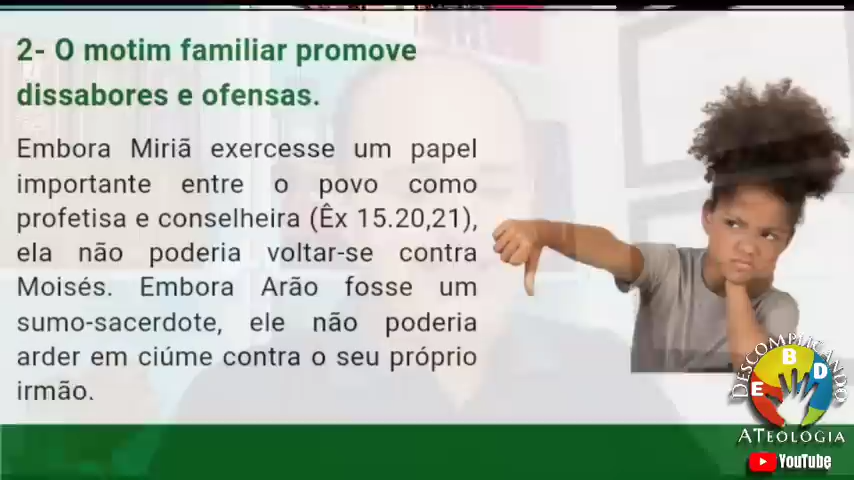 2- O motim familiar promove
dissabores e ofensas.
Embora Miriã exercesse um papel
importante entre o povo como
profetisa e conselheira (Êx 15.20,21),
ela não poderia voltar-se contra
Moisés. Embora Arão fosse um
sumo-sacerdote, ele não poderia
arder em ciúme contra o seu próprio
irmão.
DESCOMPLICANDO
EBD
ATEOLOGIA
YouTube